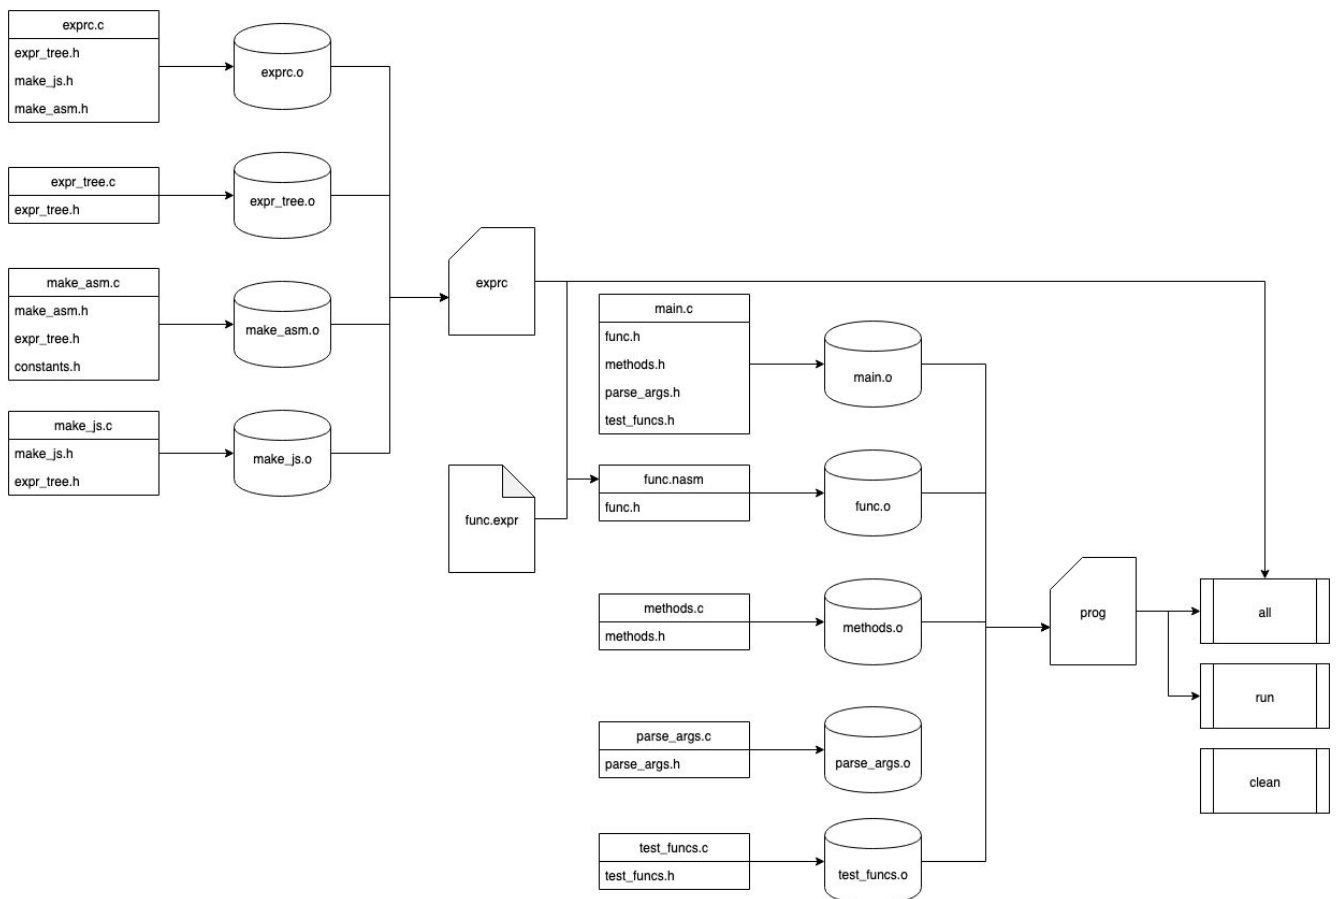 exprc.c
expr_tree.h
make_js.h
make_asm.h
exprc.o
expr_tree.c
expr_tree.h
expr_tree.o
make_asm.c
make_asm.h
expr_tree.h
constants.h
make_asm.o
make_js.c
make_js.h
expr_tree.h
make_js.o
exprc
func.expr
main.c
func.h
methods.h
parse_args.h
test_funcs.h
main.o
func.nasm
func.h
func.o
methods.c
methods.h
methods.o
parse_args.c
parse_args.h
parse_args.o
test_funcs.c
test_funcs.h
test_funcs.o
prog
all
run
clean